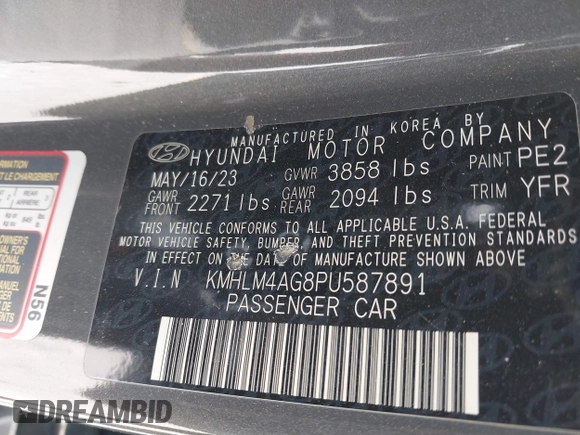 MANUFACTURED IN KOREA BY
HYUNDAI MOTOR COMPANY
MAY/16/23 GVWR 3858 lbs PAINT PE2
GAWR FRONT 2271 lbs GAWR REAR 2094 lbs TRIM YFR
THIS VEHICLE CONFORMS TO ALL APPLICABLE U.S.A. FEDERAL
MOTOR VEHICLE SAFETY, BUMPER, AND THEFT PREVENTION STANDARDS
IN EFFECT ON THE DATE OF MANUFACTURE SHOWN ABOVE
V.I.N KMHLM4AG8PU587891
PASSENGER CAR
N56
DREAMBID